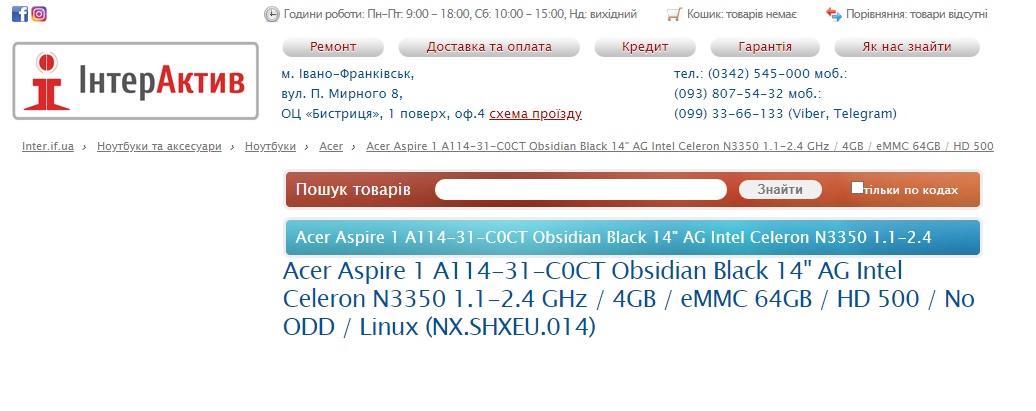 Години роботи: Пн-Пт: 9:00 - 18:00, Сб: 10:00 - 15:00, Нд: вихідний
Кошик: товарів немає
Порівняння: товари відсутні
ІнтерАктив
Ремонт
Доставка та оплата
Кредит
Гарантія
Як нас знайти
м. Івано-Франківськ,
вул. П. Мирного 8,
ОЦ «Бистриця», 1 поверх, оф.4 схема проїзду
тел.: (0342) 545-000 моб.:
(093) 807-54-32 моб.:
(099) 33-66-133 (Viber, Telegram)
Inter.if.ua › Ноутбуки та аксесуари › Ноутбуки › Acer › Acer Aspire 1 A114-31-C0CT Obsidian Black 14" AG Intel Celeron N3350 1.1-2.4 GHz / 4GB / eMMC 64GB / HD 500
Пошук товарів
Знайти
тільки по кодах
Acer Aspire 1 A114-31-C0CT Obsidian Black 14" AG Intel Celeron N3350 1.1-2.4
Acer Aspire 1 A114-31-C0CT Obsidian Black 14" AG Intel
Celeron N3350 1.1-2.4 GHz / 4GB / eMMC 64GB / HD 500 / No
ODD / Linux (NX.SHXEU.014)